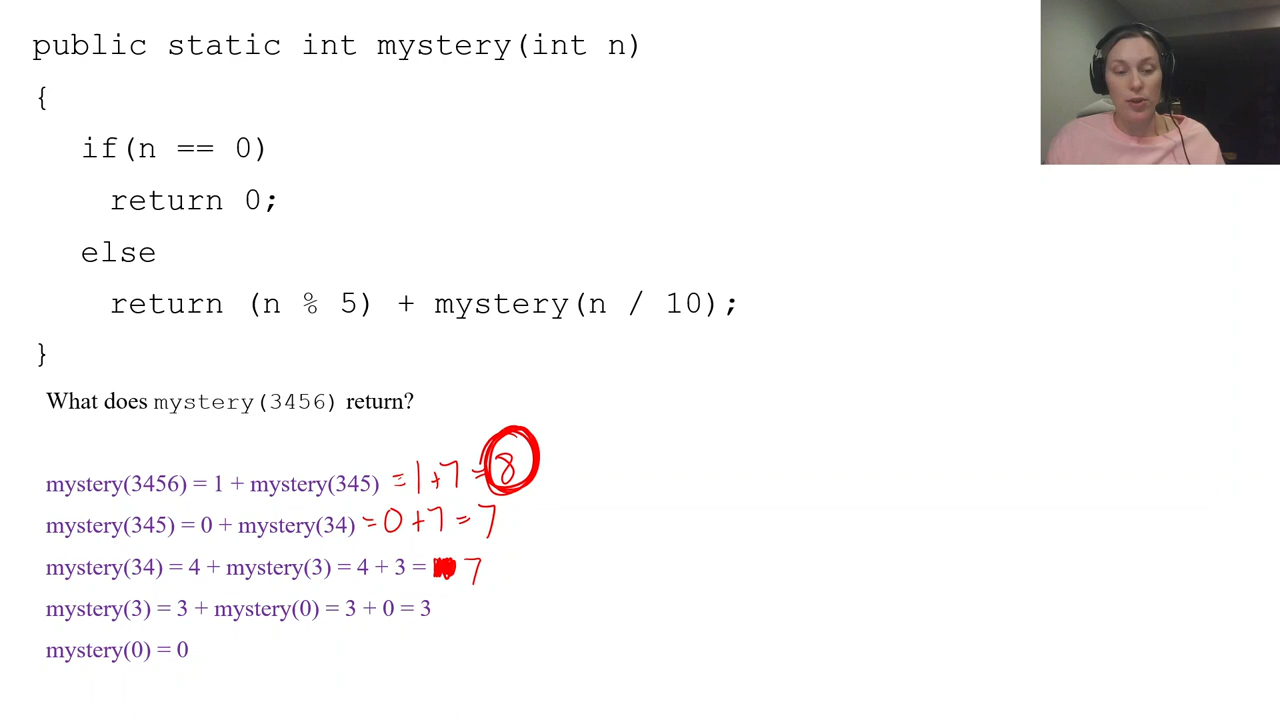 public static int mystery(int n)
{
if(n == 0)
return 0;
else
return (n % 5) + mystery(n / 10);
}
What does mystery(3456) return?
mystery(3456) = 1 + mystery(345) = 1+7 = 8
mystery(345) = 0 + mystery(34) = 0 +7 = 7
mystery(34) = 4 + mystery(3) = 4 + 3 = 7
mystery(3) = 3 + mystery(0) = 3 + 0 = 3
mystery(0) = 0